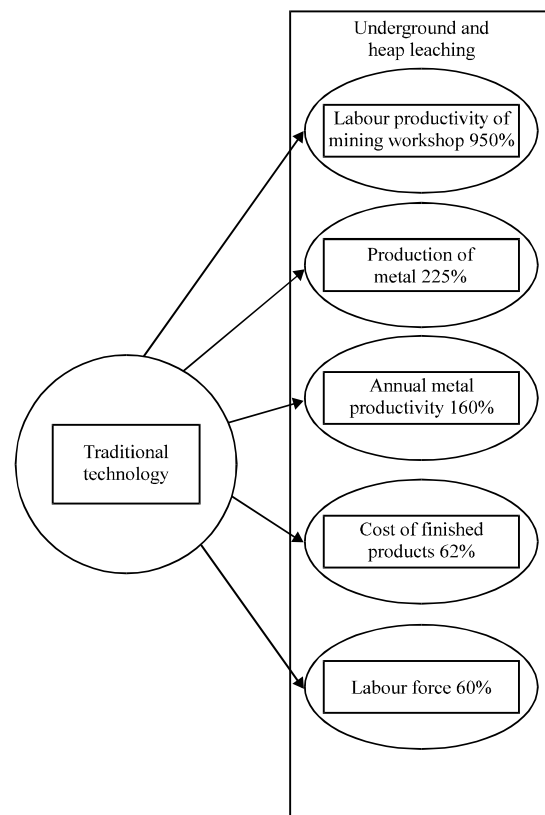 Underground and
heap leaching
Labour productivity of
mining workshop 950%
Production of
metal 225%
Annual metal
productivity 160%
Traditional
technology
Cost of finished
products 62%
Labour force 60%